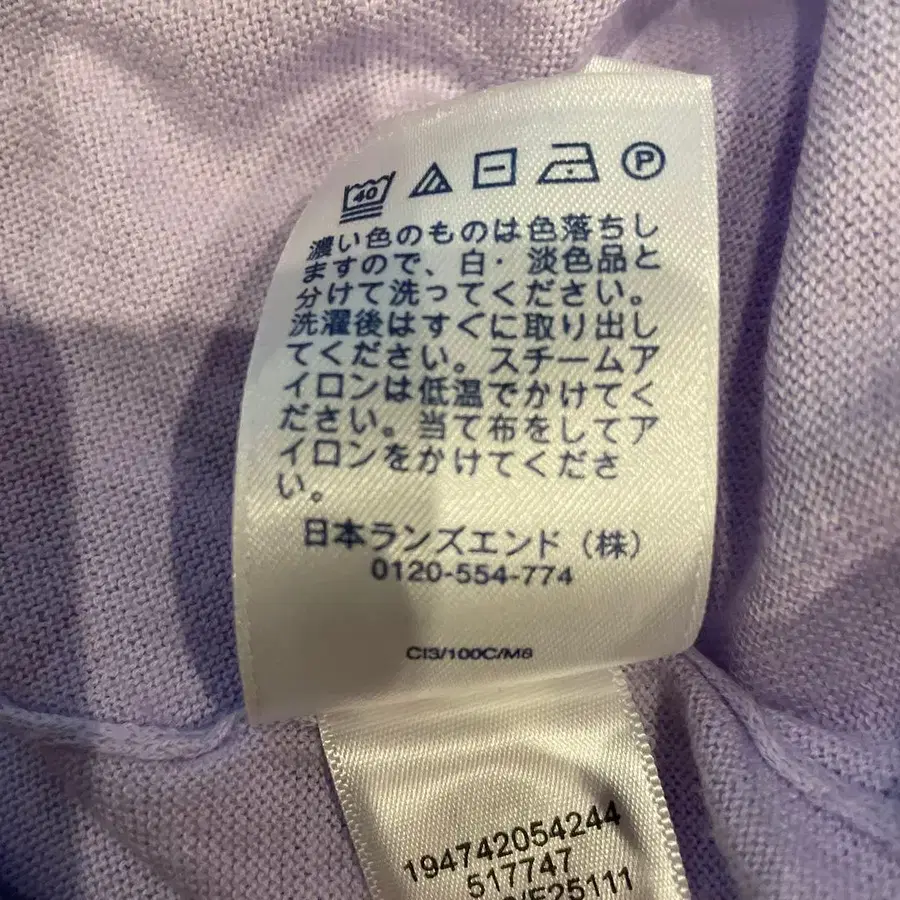 40 P
濃い色のものは色落ちし
ますので、白・淡色品と
分けて洗ってください。
洗濯後はすぐに取り出し
てください。スチームア
イロンは低温でかけてく
ださい。当て布をしてア
イロンをかけてくださ
い。
日本ランズエンド（株）
0120-554-774
CI3/100C/M8
194742054244
517747
/F25111